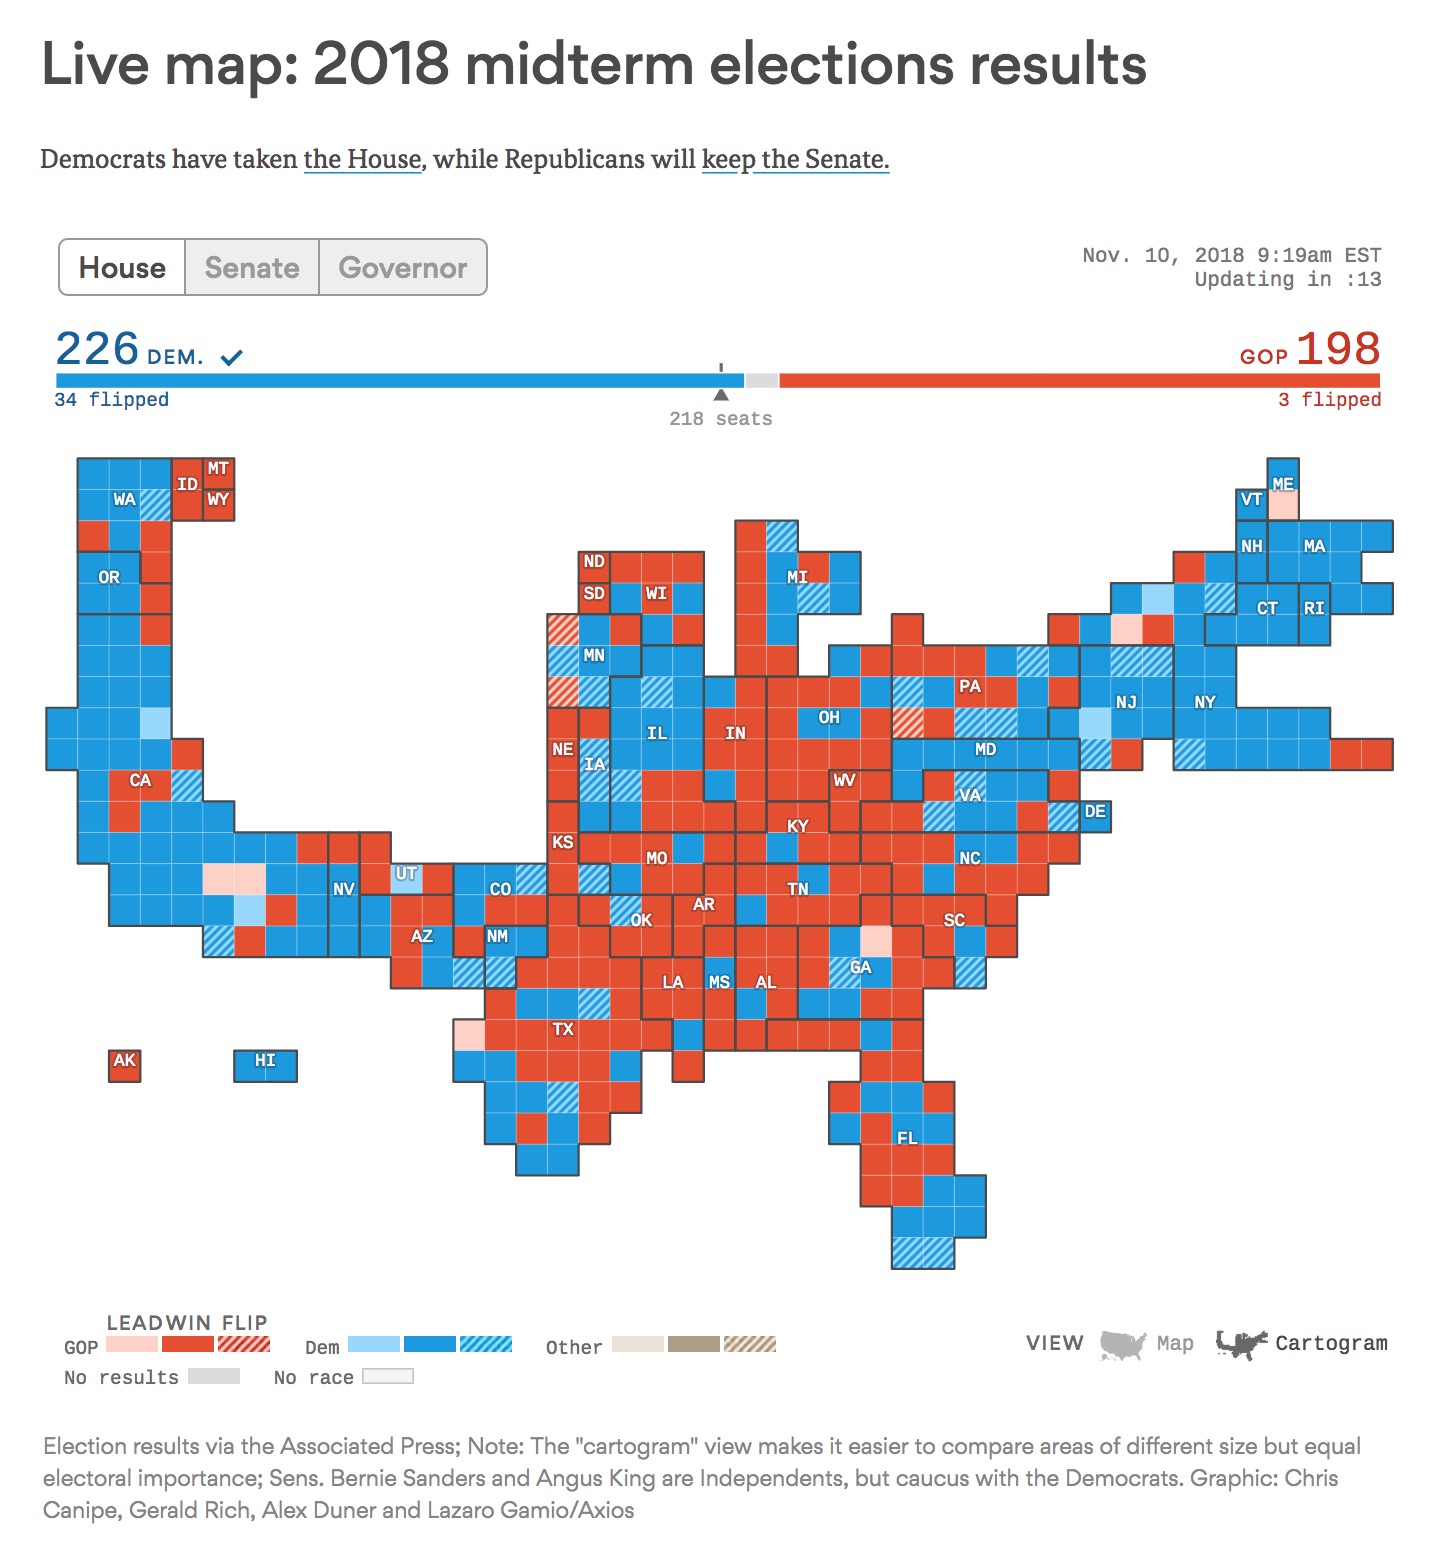 Live map: 2018 midterm elections results
Democrats have taken the House, while Republicans will keep the Senate.
House Senate Governor
Nov. 10, 2018 9:19am EST
Updating in :13
226 DEM. ✓ GOP 198
34 flipped 3 flipped
218 seats
MT
ID
WA WY
ME
VT
NH MA
OR MI
ND
SD WI CT RI
MN
PA
NJ NY
OH
IL IN
NE MD
IA
CA WV VA
DE
KY
KS
MO NC
UT
NV CO TN
AR
OK SC
AZ NM
GA
LA MS AL
TX
AK HI
FL
LEAD WIN FLIP
GOP Dem Other
No results No race
VIEW Map Cartogram
Election results via the Associated Press; Note: The "cartogram" view makes it easier to compare areas of different size but equal
electoral importance; Sens. Bernie Sanders and Angus King are Independents, but caucus with the Democrats. Graphic: Chris
Canipe, Gerald Rich, Alex Duner and Lazaro Gamio/Axios